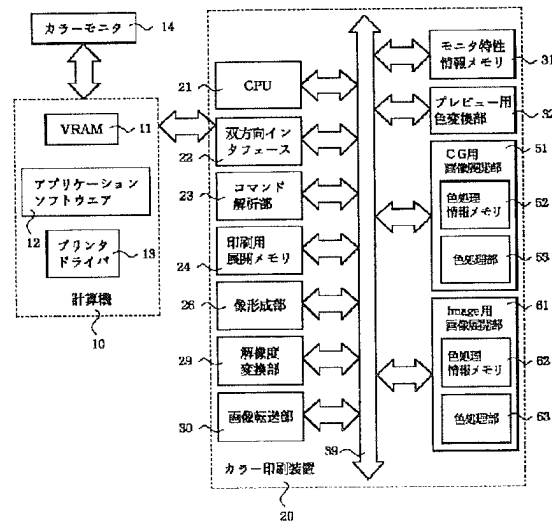 カラーモニタ
14
VRAM
11
アプリケーション
ソフトウエア
12
プリンタ
ドライバ
13
計算機
10
21
CPU
双方向イン
タフェース
22
コマンド
解析部
23
印刷用
展開メモリ
24
像形成部
26
解像度
変換部
29
画像転送部
30
39
カラー印刷装置
20
モニタ特性
情報メモリ
31
プレビュー用
色変換部
32
CG用
画像展開部
51
色処理
情報メモリ
52
色処理部
53
Image用
画像展開部
61
色処理
情報メモリ
62
色処理部
63